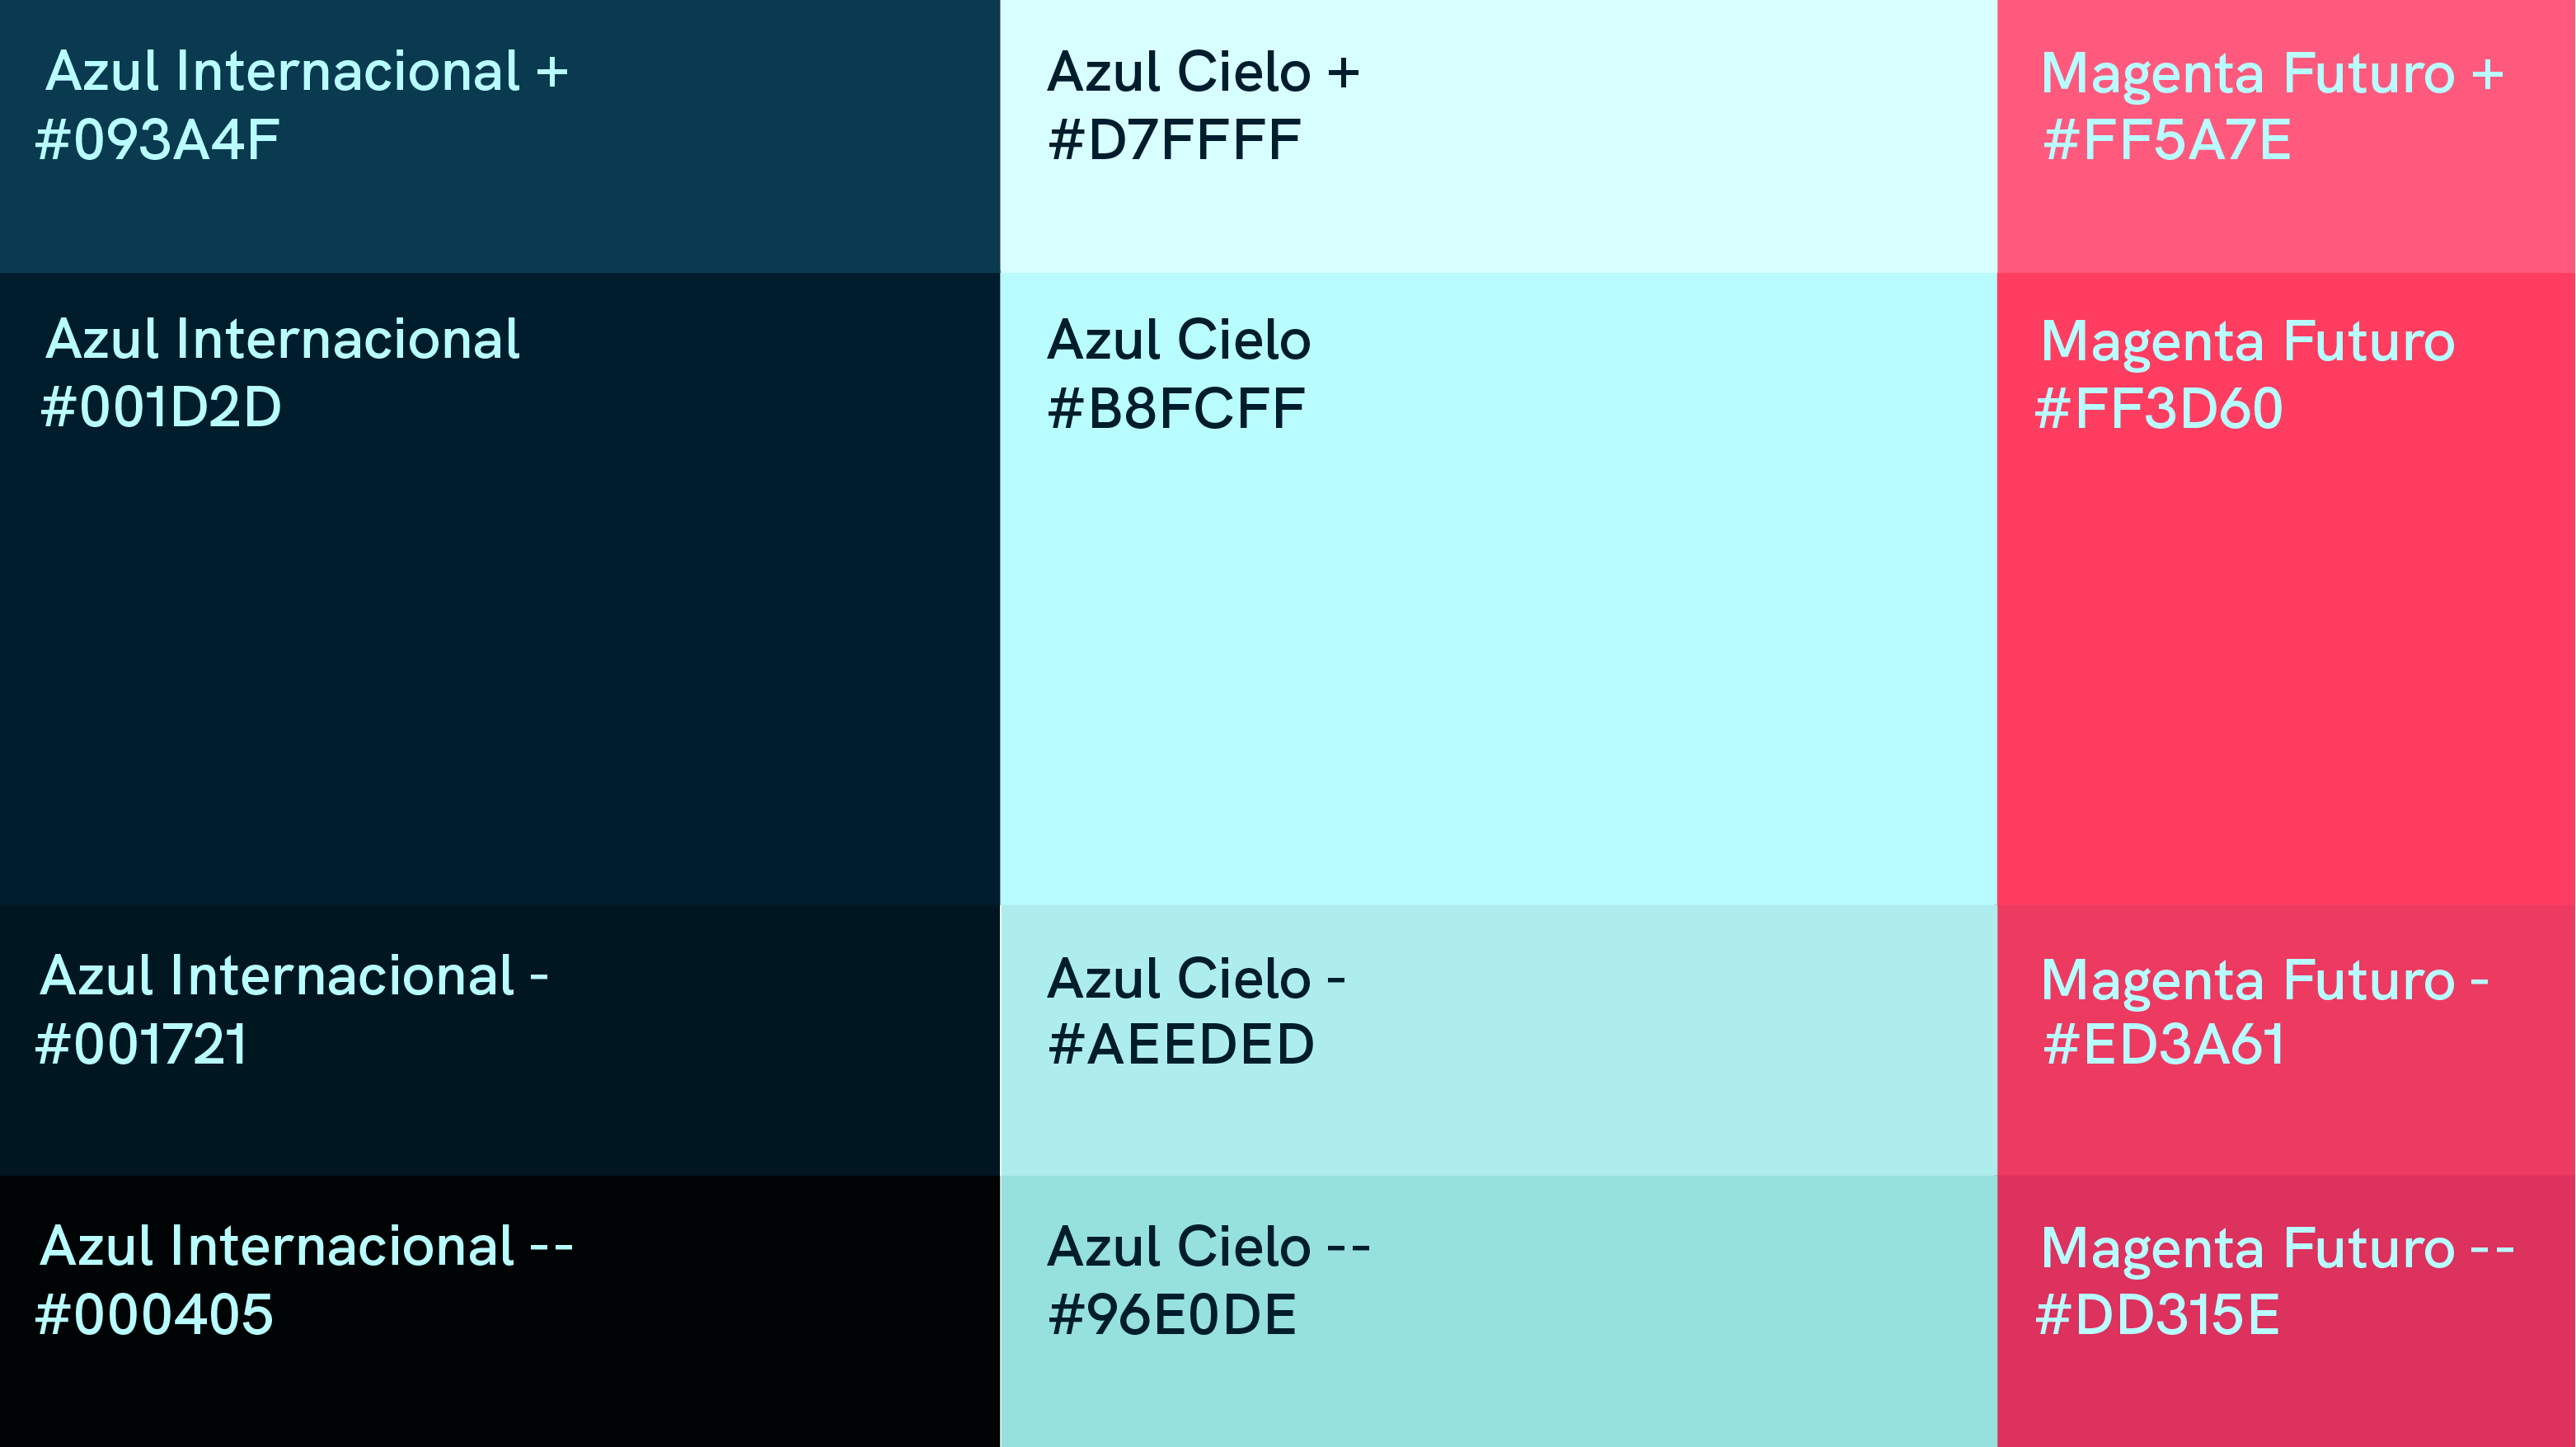 Azul Internacional +
#093A4F
Azul Cielo +
#D7FFFF
Magenta Futuro +
#FF5A7E
Azul Internacional
#001D2D
Azul Cielo
#B8FCFF
Magenta Futuro
#FF3D60
Azul Internacional -
#001721
Azul Cielo -
#AEEDED
Magenta Futuro -
#ED3A61
Azul Internacional --
#000405
Azul Cielo --
#96E0DE
Magenta Futuro --
#DD315E